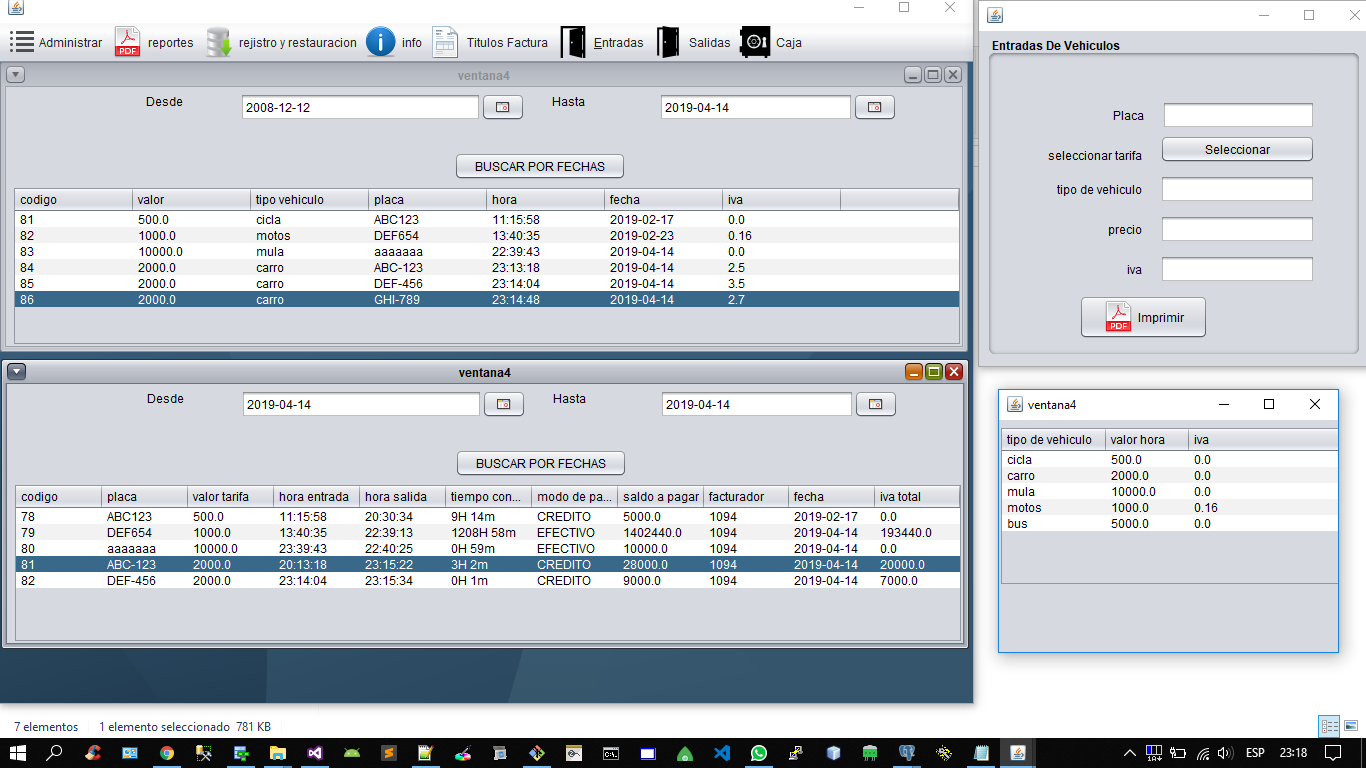 Administrar
PDF
reportes
rejistro y restauracion
info
Titulos Factura
Entradas
Salidas
Caja
ventana4
Desde
2008-12-12
Hasta
2019-04-14
BUSCAR POR FECHAS
codigo valor tipo vehiculo placa hora fecha iva
81 500.0 cicla ABC123 11:15:58 2019-02-17 0.0
82 1000.0 motos DEF654 13:40:35 2019-02-23 0.16
83 10000.0 mula aaaaaaa 22:39:43 2019-04-14 0.0
84 2000.0 carro ABC-123 23:13:18 2019-04-14 2.5
85 2000.0 carro DEF-456 23:14:04 2019-04-14 3.5
86 2000.0 carro GHI-789 23:14:48 2019-04-14 2.7
ventana4
Desde
2019-04-14
Hasta
2019-04-14
BUSCAR POR FECHAS
codigo placa valor tarifa hora entrada hora salida tiempo con... modo de pa... saldo a pagar facturador fecha iva total
78 ABC123 500.0 11:15:58 20:30:34 9H 14m CREDITO 5000.0 1094 2019-02-17 0.0
79 DEF654 1000.0 13:40:35 22:39:13 1208H 58m EFECTIVO 1402440.0 1094 2019-04-14 193440.0
80 aaaaaaa 10000.0 23:39:43 22:40:25 0H 59m EFECTIVO 10000.0 1094 2019-04-14 0.0
81 ABC-123 2000.0 20:13:18 23:15:22 3H 2m CREDITO 28000.0 1094 2019-04-14 20000.0
82 DEF-456 2000.0 23:14:04 23:15:34 0H 1m CREDITO 9000.0 1094 2019-04-14 7000.0
Entradas De Vehiculos
Placa
seleccionar tarifa
Seleccionar
tipo de vehiculo
precio
iva
PDF
Imprimir
ventana4
tipo de vehiculo valor hora iva
cicla 500.0 0.0
carro 2000.0 0.0
mula 10000.0 0.0
motos 1000.0 0.16
bus 5000.0 0.0
7 elementos
1 elemento seleccionado 781 KB
ESP
23:18